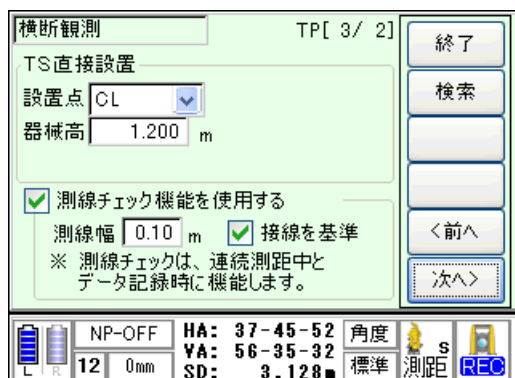 横断観測 TP[ 3/ 2]
終了
TS直接設置
検索
設置点 CL
器械高 1.200 m
測線チェック機能を使用する
測線幅 0.10 m 接線を基準
<前へ
※ 測線チェックは、連続測距中と
データ記録時に機能します。
次へ>
NP-OFF HA: 37-45-52 角度
VA: 56-35-32
L R 12 0mm SD: 3.128m 標準 測距 S REC